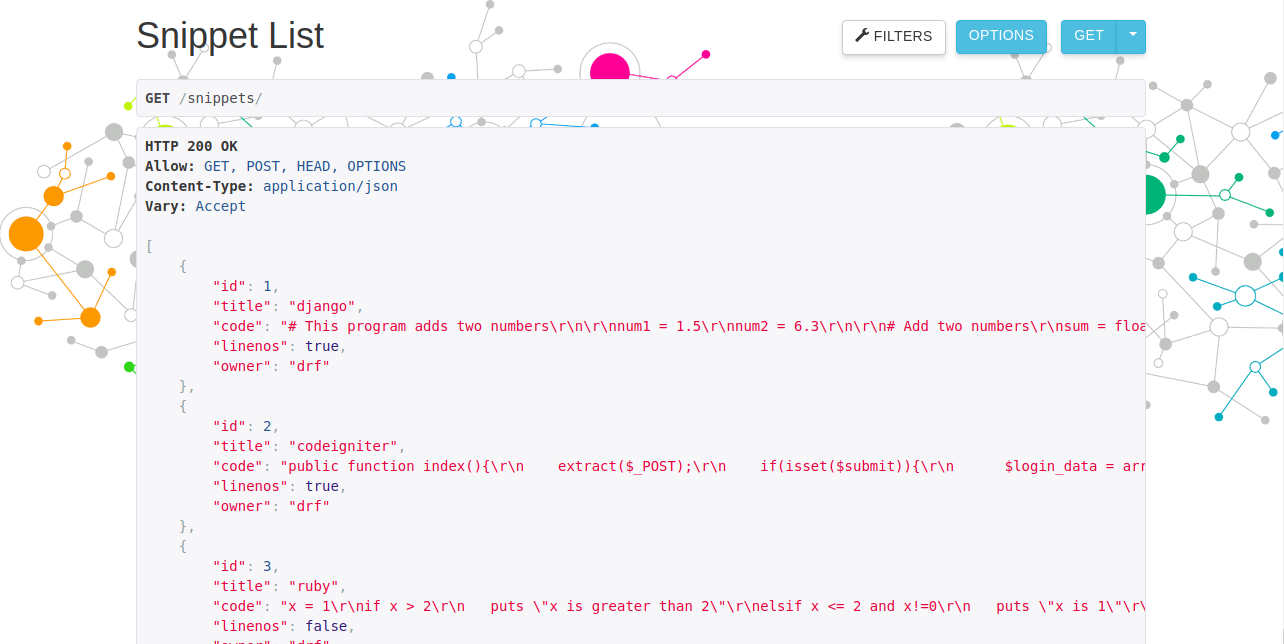 Snippet List
FILTERS
OPTIONS
GET
GET /snippets/
HTTP 200 OK
Allow: GET, POST, HEAD, OPTIONS
Content-Type: application/json
Vary: Accept
[
    {
        "id": 1,
        "title": "django",
        "code": "# This program adds two numbers\r\n\r\nnum1 = 1.5\r\nnum2 = 6.3\r\n\r\n# Add two numbers\r\nsum = floa
        "linenos": true,
        "owner": "drf"
    },
    {
        "id": 2,
        "title": "codeigniter",
        "code": "public function index(){\r\n    extract($_POST);\r\n    if(isset($submit)){\r\n      $login_data = arr
        "linenos": true,
        "owner": "drf"
    },
    {
        "id": 3,
        "title": "ruby",
        "code": "x = 1\r\nif x > 2\r\n   puts \"x is greater than 2\"\r\nelsif x <= 2 and x!=0\r\n   puts \"x is 1\"\r\
        "linenos": false,
        "owner": "drf"